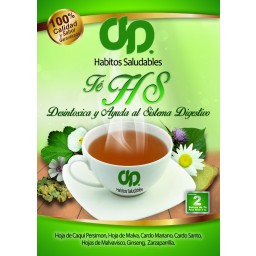 100%
Calidad
DP.
Habitos Saludables
Té HS
Desintoxica y Ayuda al Sistema Digestivo
DP.
Habitos Saludables
2
Hoja de Caqui Persimon, Hoja de Malva, Cardo Mariano, Cardo Santo,
Hojas de Malvavisco, Ginseng, Zarzaparrilla.